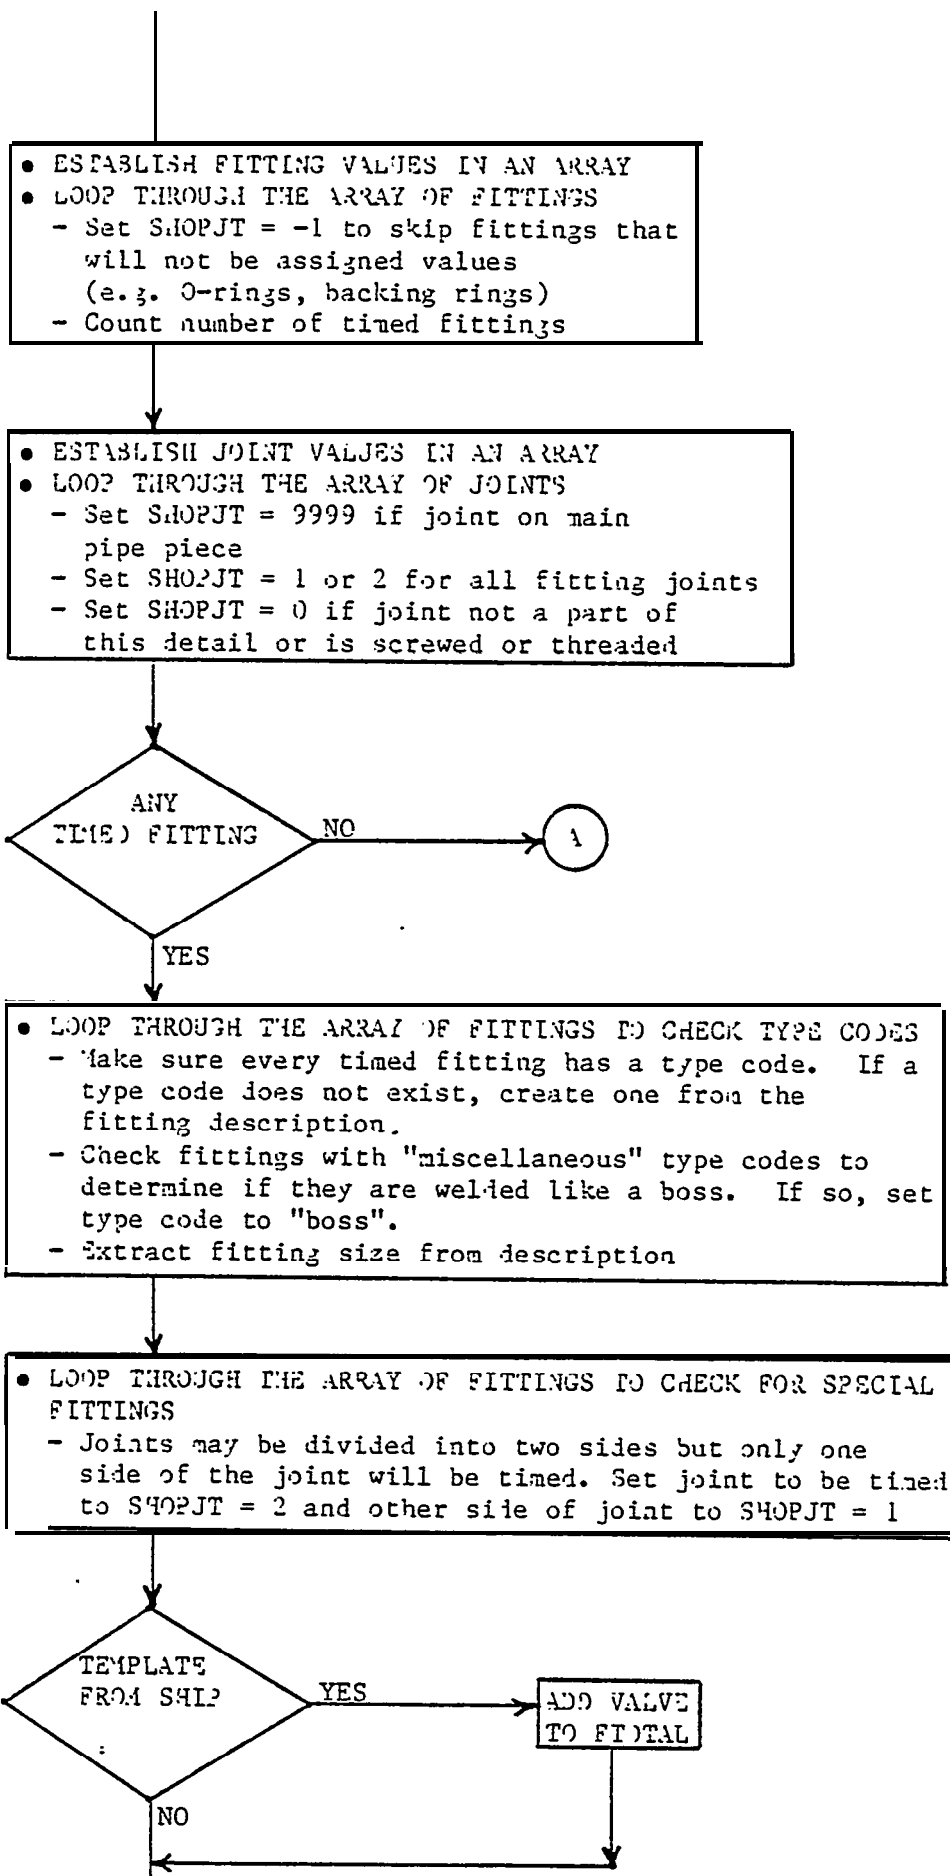 • ESTABLISH FITTING VALUES IN AN ARRAY
• LOOP THROUGH THE ARRAY OF FITTINGS
- Set SHOPJT = -1 to skip fittings that
will not be assigned values
(e.g. O-rings, backing rings)
- Count number of timed fittings
• ESTABLISH JOINT VALUES IN AN ARRAY
• LOOP THROUGH THE ARRAY OF JOINTS
- Set SHOPJT = 9999 if joint on main
pipe piece
- Set SHOPJT = 1 or 2 for all fitting joints
- Set SHOPJT = 0 if joint not a part of
this detail or is screwed or threaded
ANY
TIMED FITTING
NO
A
YES
• LOOP THROUGH THE ARRAY OF FITTINGS TO CHECK TYPE CODES
- Make sure every timed fitting has a type code. If a
type code does not exist, create one from the
fitting description.
- Check fittings with "miscellaneous" type codes to
determine if they are welded like a boss. If so, set
type code to "boss".
- Extract fitting size from description
• LOOP THROUGH THE ARRAY OF FITTINGS TO CHECK FOR SPECIAL
FITTINGS
- Joints may be divided into two sides but only one
side of the joint will be timed. Set joint to be timed
to SHOPJT = 2 and other side of joint to SHOPJT = 1
TEMPLATE
FROM SHIP
YES
ADD VALVE
TO FTOTAL
NO